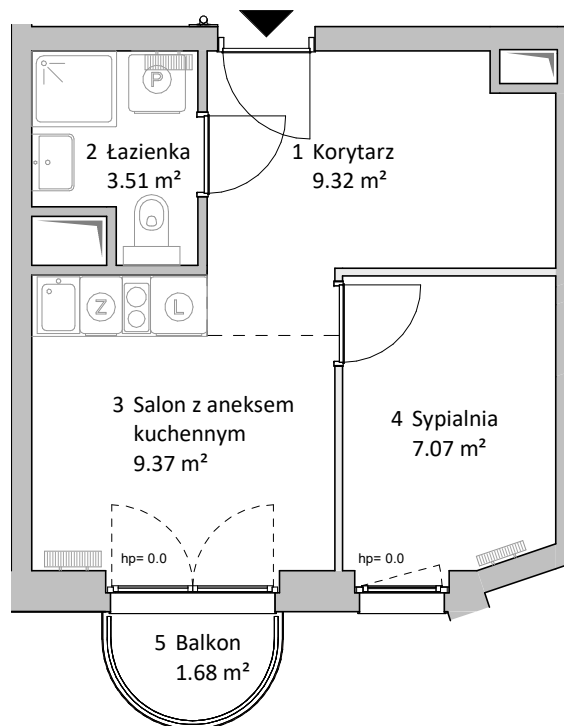 P
2 Łazienka
3.51 m²
1 Korytarz
9.32 m²
Z
L
3 Salon z aneksem
kuchennym
9.37 m²
4 Sypialnia
7.07 m²
hp= 0.0
hp= 0.0
5 Balkon
1.68 m²